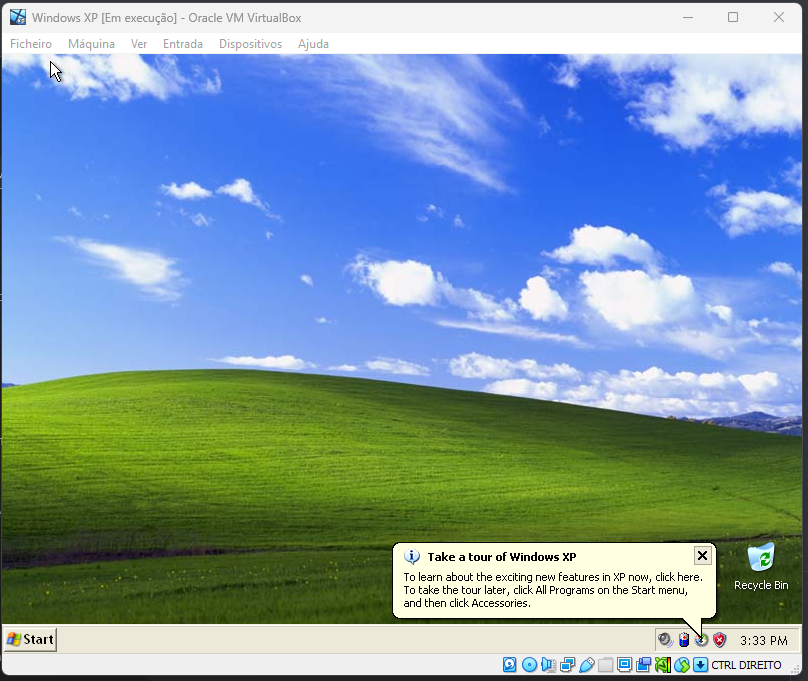 Windows XP [Em execução] - Oracle VM VirtualBox
Ficheiro Máquina Ver Entrada Dispositivos Ajuda
Take a tour of Windows XP
To learn about the exciting new features in XP now, click here.
To take the tour later, click All Programs on the Start menu,
and then click Accessories.
Recycle Bin
Start
3:33 PM
CTRL DIREITO